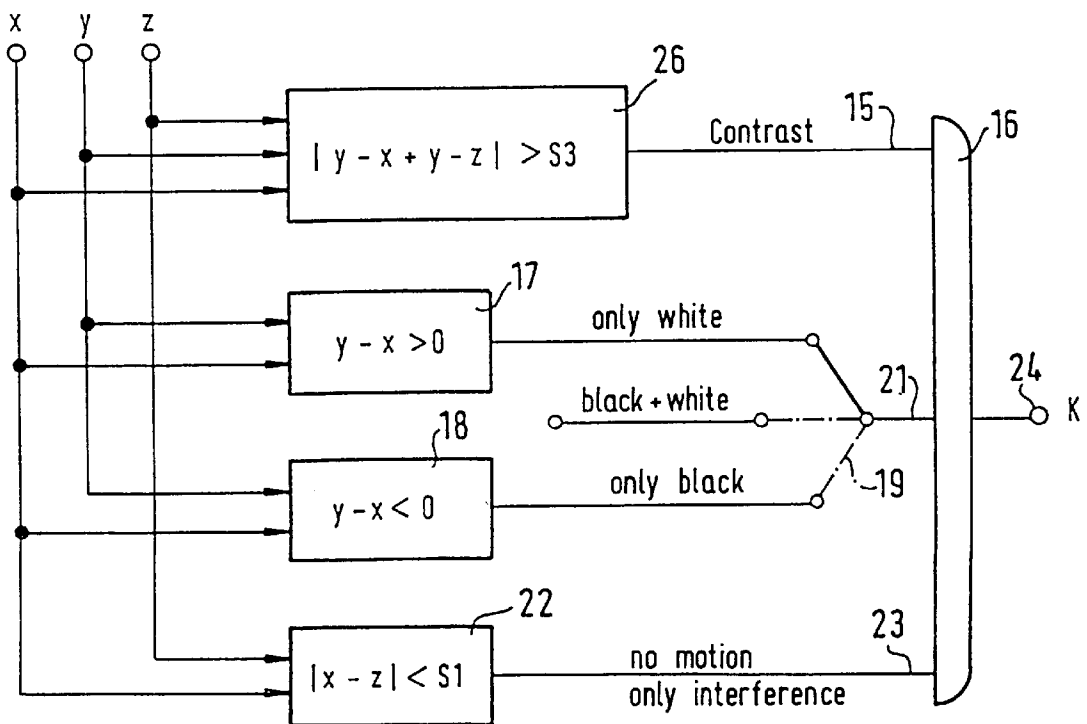 x y z
26
| y - x + y - z | > S3
Contrast
15
16
17
y - x > 0
only white
black + white
21
24
K
18
y - x < 0
only black
19
22
| x - z | < S1
no motion
only interference
23